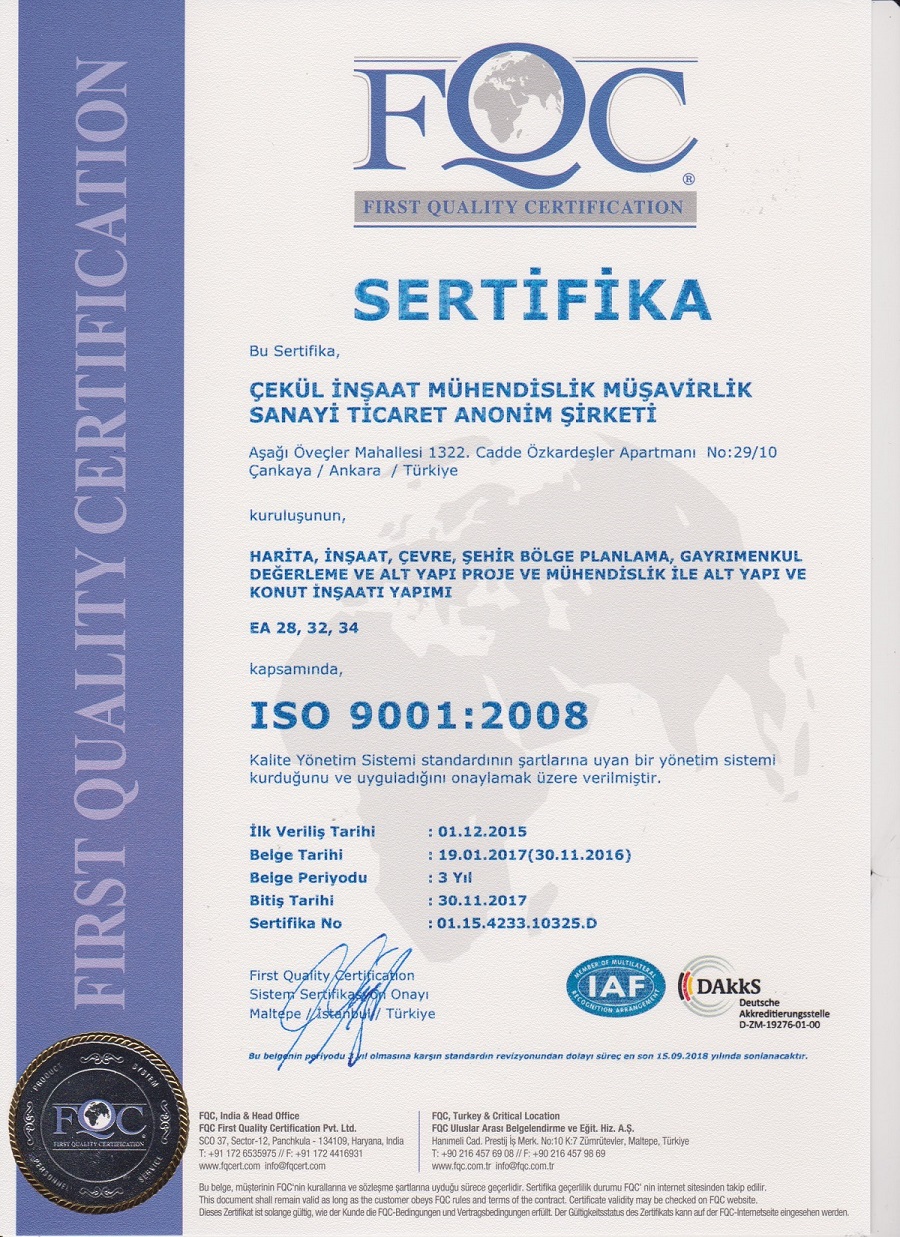 FIRST QUALITY CERTIFICATION
FQC
®
FIRST QUALITY CERTIFICATION
SERTİFİKA
Bu Sertifika,
ÇEKÜL İNŞAAT MÜHENDİSLİK MÜŞAVİRLİK
SANAYİ TİCARET ANONİM ŞİRKETİ
Aşağı Öveçler Mahallesi 1322. Cadde Özkardeşler Apartmanı No:29/10
Çankaya / Ankara / Türkiye
kuruluşunun,
HARİTA, İNŞAAT, ÇEVRE, ŞEHİR BÖLGE PLANLAMA, GAYRIMENKUL
DEĞERLEME VE ALT YAPI PROJE VE MÜHENDİSLİK İLE ALT YAPI VE
KONUT İNŞAATI YAPIMI
EA 28, 32, 34
kapsamında,
ISO 9001:2008
Kalite Yönetim Sistemi standardının şartlarına uyan bir yönetim sistemi
kurduğunu ve uyguladığını onaylamak üzere verilmiştir.
İlk Veriliş Tarihi : 01.12.2015
Belge Tarihi : 19.01.2017(30.11.2016)
Belge Periyodu : 3 Yıl
Bitiş Tarihi : 30.11.2017
Sertifika No : 01.15.4233.10325.D
First Quality Certification
Sistem Sertifikasyon Onayı
Maltepe / İstanbul / Türkiye
MEMBER OF MULTILATERAL
IAF
RECOGNITION ARRANGEMENT
DAkkS
Deutsche
Akkreditierungsstelle
D-ZM-19276-01-00
Bu belgenin periyodu 3 yıl olmasına karşın standardın revizyonundan dolayı süreç en son 15.09.2018 yılında sonlanacaktır.
PRODUCT SYSTEM
FQC
FIRST QUALITY CERTIFICATION
PERSONNEL SERVICE
FQC, India & Head Office
FQC First Quality Certification Pvt. Ltd.
SCO 37, Sector-12, Panchkula - 134109, Haryana, India
T: +91 172 6535975 // F: +91 172 4416931
www.fqcert.com info@fqcert.com
FQC, Turkey & Critical Location
FQC Uluslar Arası Belgelendirme ve Eğit. Hiz. A.Ş.
Hanımeli Cad. Prestij İş Merk. No:10 K:7 Zümrütevler, Maltepe, Türkiye
T: +90 216 457 69 08 // F: +90 216 457 98 69
www.fqc.com.tr info@fqc.com.tr
Bu belge, müşterinin FQC'nin kurallarına ve sözleşme şartlarına uyduğu sürece geçerlidir. Sertifika geçerlilik durumu FQC' nin internet sitesinden takip edilir.
This document shall remain valid as long as the customer obeys FQC rules and terms of the contract. Certificate validity may be checked on FQC website.
Dieses Zertifikat ist solange gültig, wie der Kunde die FQC-Bedingungen und Vertragsbedingungen erfüllt. Der Gültigkeitsstatus des Zertifikats kann auf der FQC-Internetseite eingesehen werden.